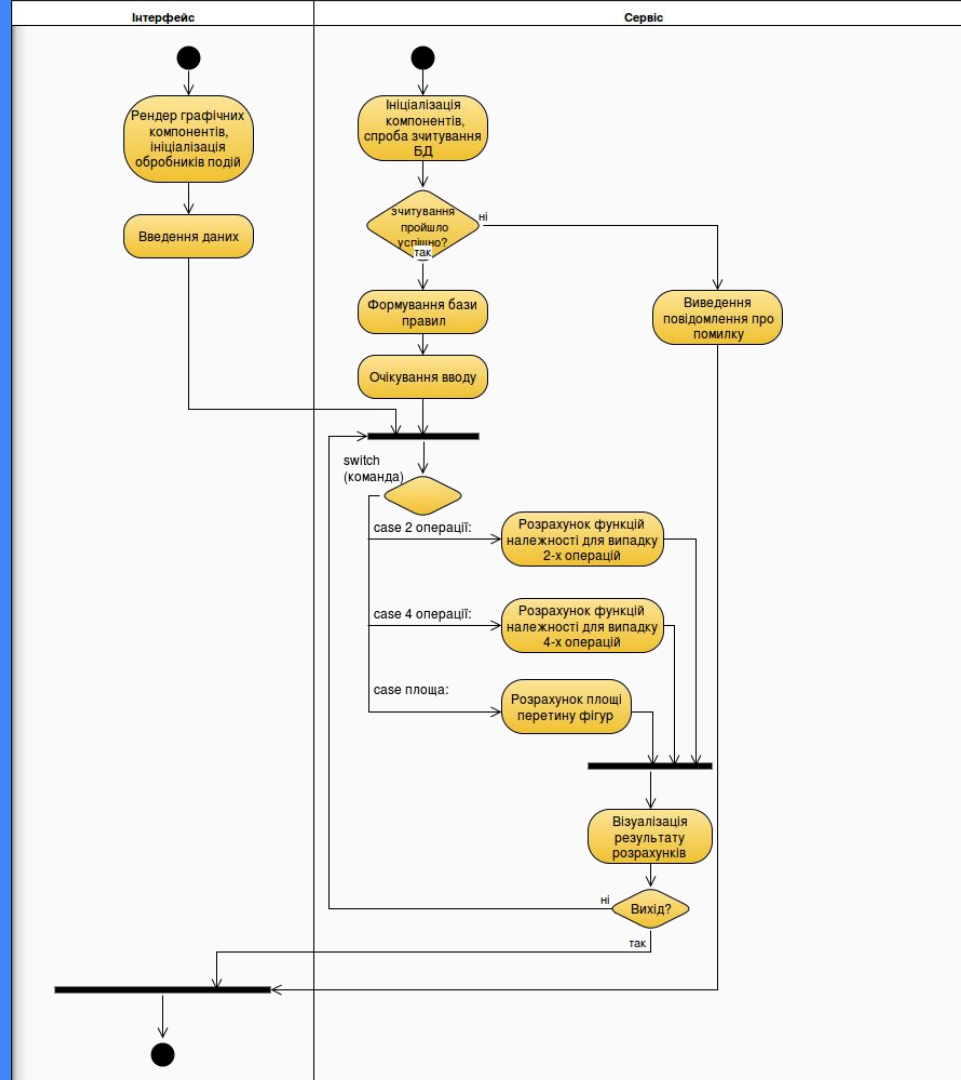 Інтерфейс
Сервіс
Рендер графічних
компонентів,
ініціалізація
обробників подій
Введення даних
Ініціалізація
компонентів,
спроба зчитування
БД
зчитування
пройшло
успішно?
так
ні
Формування бази
правил
Виведення
повідомлення про
помилку
Очікування вводу
switch
(команда)
case 2 операції:
Розрахунок функцій
належності для випадку
2-х операцій
case 4 операції:
Розрахунок функцій
належності для випадку
4-х операцій
case площа:
Розрахунок площі
перетину фігур
Візуалізація
результату
розрахунків
ні
Вихід?
так